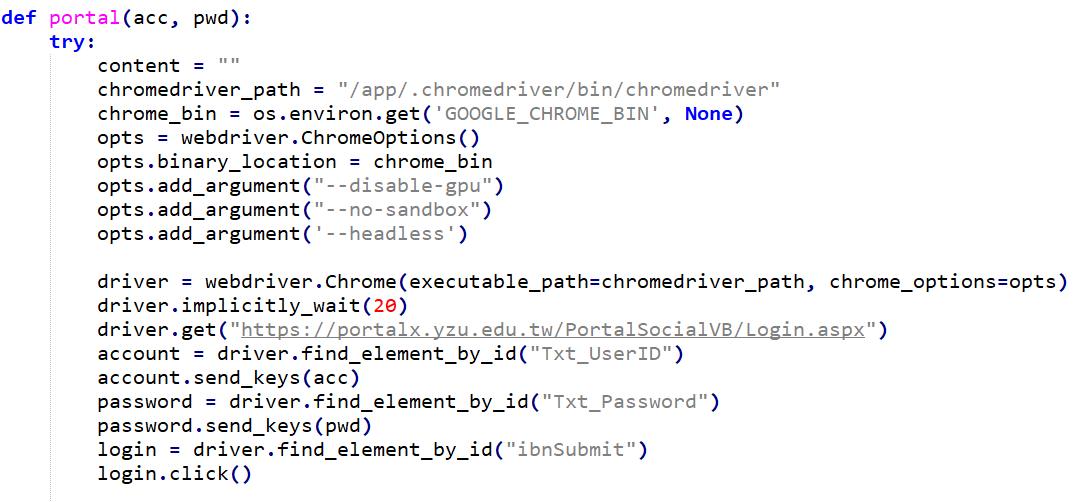 def portal(acc, pwd):
    try:
        content = ""
        chromedriver_path = "/app/.chromedriver/bin/chromedriver"
        chrome_bin = os.environ.get('GOOGLE_CHROME_BIN', None)
        opts = webdriver.ChromeOptions()
        opts.binary_location = chrome_bin
        opts.add_argument("--disable-gpu")
        opts.add_argument("--no-sandbox")
        opts.add_argument('--headless')

        driver = webdriver.Chrome(executable_path=chromedriver_path, chrome_options=opts)
        driver.implicitly_wait(20)
        driver.get("https://portalx.yzu.edu.tw/PortalSocialVB/Login.aspx")
        account = driver.find_element_by_id("Txt_UserID")
        account.send_keys(acc)
        password = driver.find_element_by_id("Txt_Password")
        password.send_keys(pwd)
        login = driver.find_element_by_id("ibnSubmit")
        login.click()